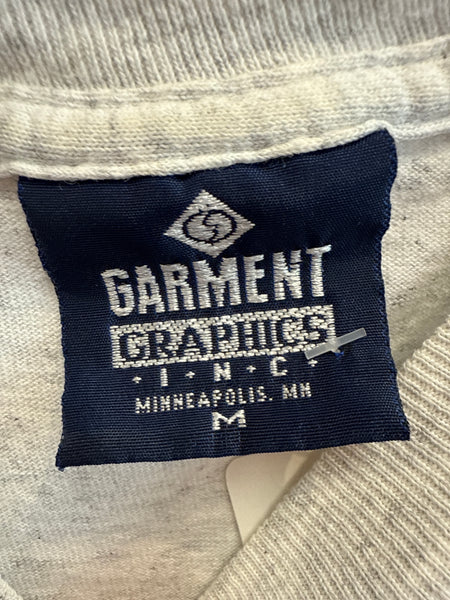 GARMENT
GRAPHICS
· I · N · C ·
MINNEAPOLIS, MN
M